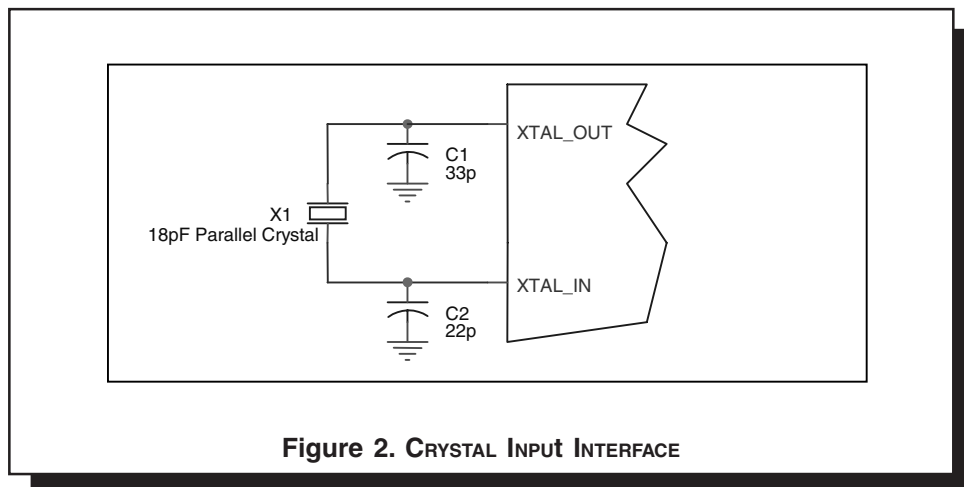 XTAL_OUT
C1
33p
X1
18pF Parallel Crystal
XTAL_IN
C2
22p
Figure 2. CRYSTAL INPUt INTERFACE